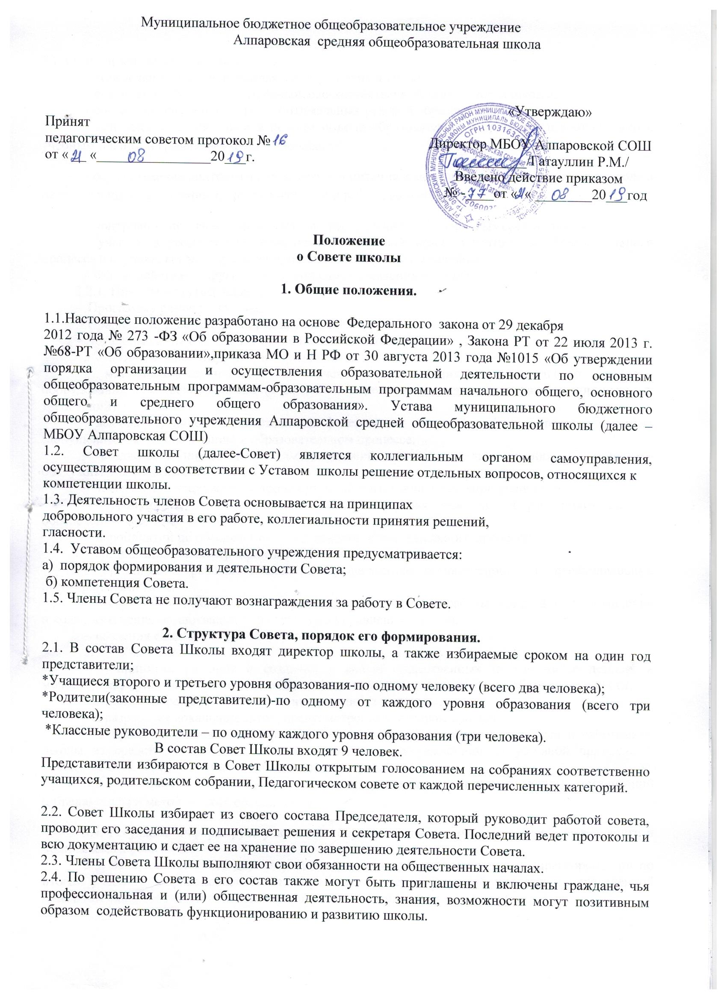 Муниципальное бюджетное общеобразовательное учреждение
Алпаровская средняя общеобразовательная школа
Принят
педагогическим советом протокол №16
от «21 « 08 2019г.
«Утверждаю»
Директор МБОУ Алпаровской СОШ
/Гатауллин Р.М./
Введено действие приказом
№ - 77 от «21« 08 2019год
Положение
о Совете школы
1. Общие положения.
1.1.Настоящее положение разработано на основе Федерального закона от 29 декабря
2012 года № 273 -ФЗ «Об образовании в Российской Федерации» , Закона РТ от 22 июля 2013 г.
№68-РТ «Об образовании»,приказа МО и Н РФ от 30 августа 2013 года №1015 «Об утверждении
порядка организации и осуществления образовательной деятельности по основным
общеобразовательным программам-образовательным программам начального общего, основного
общего и среднего общего образования». Устава муниципального бюджетного
общеобразовательного учреждения Алпаровской средней общеобразовательной школы (далее –
МБОУ Алпаровская СОШ)
1.2. Совет школы (далее-Совет) является коллегиальным органом самоуправления,
осуществляющим в соответствии с Уставом школы решение отдельных вопросов, относящихся к
компетенции школы.
1.3. Деятельность членов Совета основывается на принципах
добровольного участия в его работе, коллегиальности принятия решений,
гласности.
1.4. Уставом общеобразовательного учреждения предусматривается:
а) порядок формирования и деятельности Совета;
б) компетенция Совета.
1.5. Члены Совета не получают вознаграждения за работу в Совете.
2. Структура Совета, порядок его формирования.
2.1. В состав Совета Школы входят директор школы, а также избираемые сроком на один год
представители;
*Учащиеся второго и третьего уровня образования-по одному человеку (всего два человека);
*Родители(законные представители)-по одному от каждого уровня образования (всего три
человека);
*Классные руководители – по одному каждого уровня образования (три человека).
В состав Совет Школы входят 9 человек.
Представители избираются в Совет Школы открытым голосованием на собраниях соответственно
учащихся, родительском собрании, Педагогическом совете от каждой перечисленных категорий.
2.2. Совет Школы избирает из своего состава Председателя, который руководит работой совета,
проводит его заседания и подписывает решения и секретаря Совета. Последний ведет протоколы и
всю документацию и сдает ее на хранение по завершению деятельности Совета.
2.3. Члены Совета Школы выполняют свои обязанности на общественных началах.
2.4. По решению Совета в его состав также могут быть приглашены и включены граждане, чья
профессиональная и (или) общественная деятельность, знания, возможности могут позитивным
образом содействовать функционированию и развитию школы.